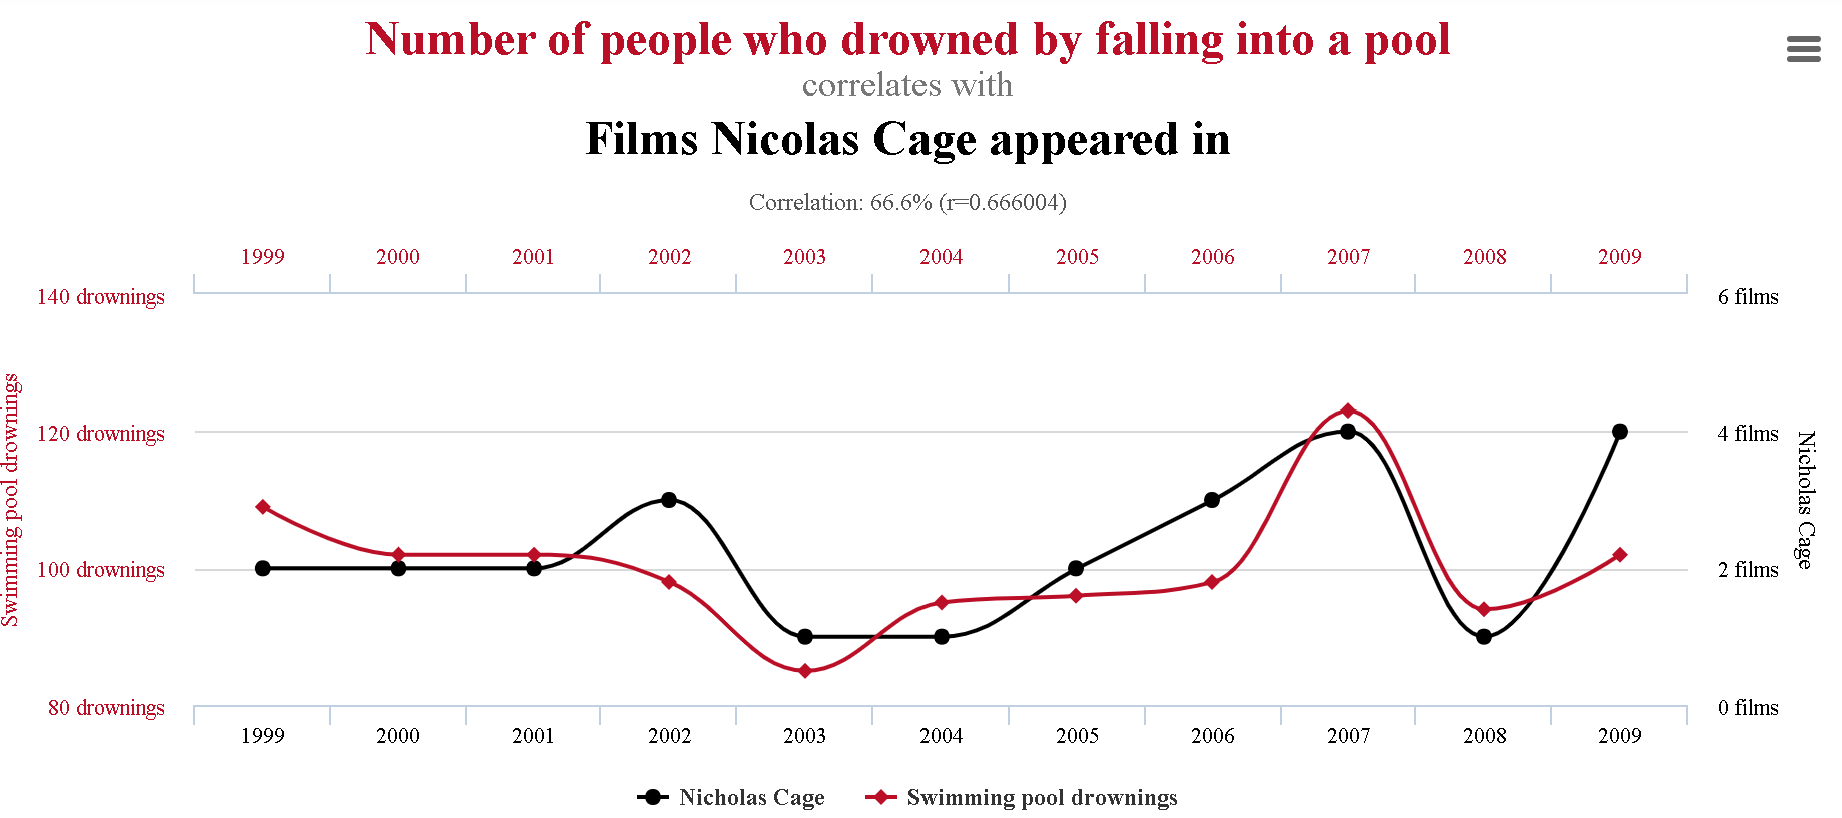 Number of people who drowned by falling into a pool
correlates with
Films Nicolas Cage appeared in
Correlation: 66.6% (r=0.666004)
1999 2000 2001 2002 2003 2004 2005 2006 2007 2008 2009
140 drownings 6 films
120 drownings 4 films
100 drownings 2 films
80 drownings 0 films
Swimming pool drownings
Nicholas Cage
1999 2000 2001 2002 2003 2004 2005 2006 2007 2008 2009
Nicholas Cage Swimming pool drownings